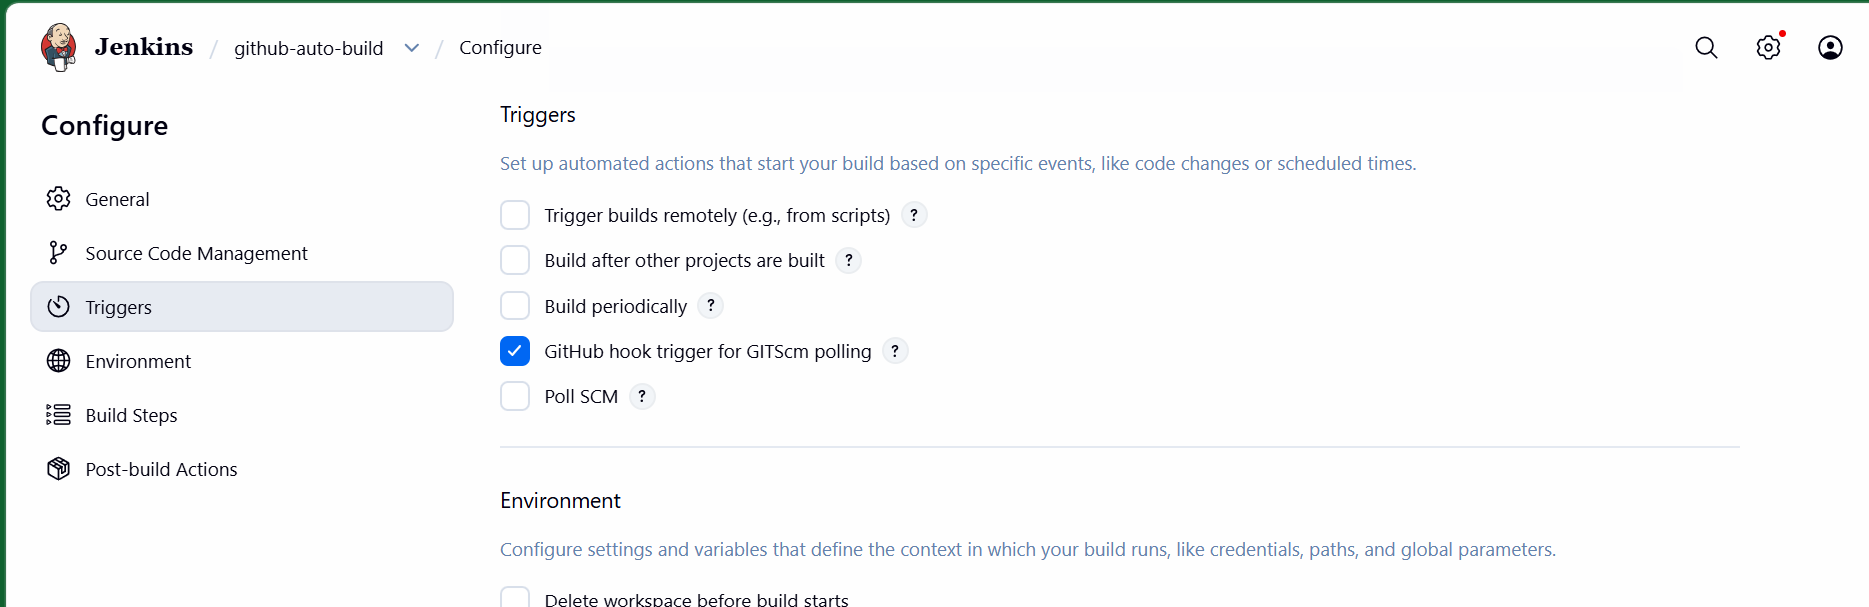 Jenkins / github-auto-build / Configure
Configure
General
Source Code Management
Triggers
Environment
Build Steps
Post-build Actions
Triggers
Set up automated actions that start your build based on specific events, like code changes or scheduled times.
Trigger builds remotely (e.g., from scripts) ?
Build after other projects are built ?
Build periodically ?
GitHub hook trigger for GITScm polling ?
Poll SCM ?
Environment
Configure settings and variables that define the context in which your build runs, like credentials, paths, and global parameters.
Delete workspace before build starts